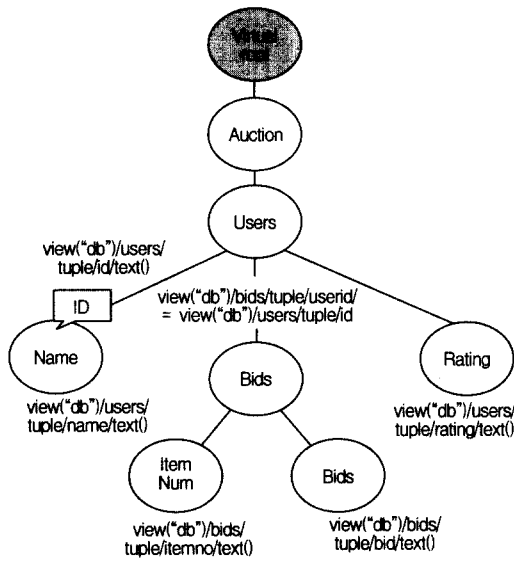 Virtual
root
Auction
Users
view("db")/users/
tuple/id/text()
ID
view("db")/bids/tuple/userid/
= view("db")/users/tuple/id
Name
Bids
Rating
view("db")/users/
tuple/name/text()
view("db")/users/
tuple/rating/text()
Item
Num
Bids
view("db")/bids/
tuple/itemno/text()
view("db")/bids/
tuple/bid/text()